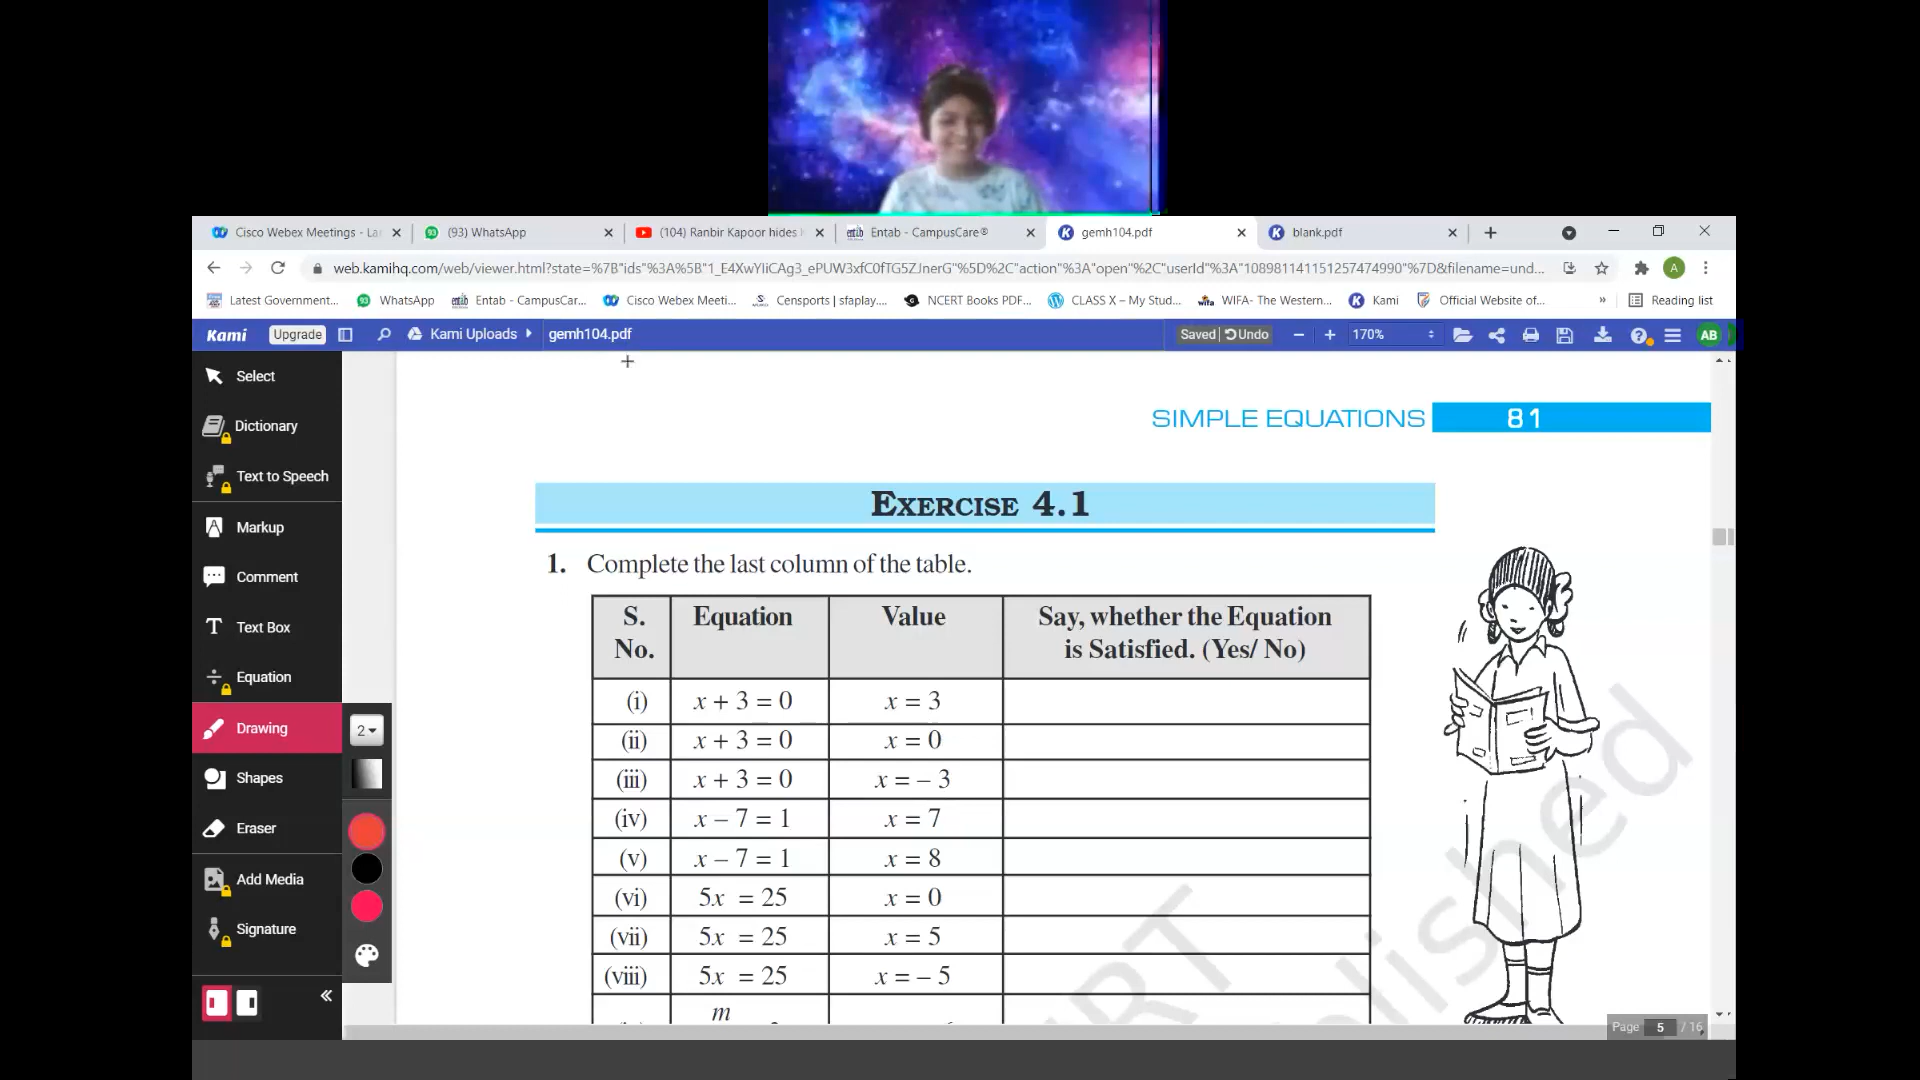 Cisco Webex Meetings - La
(93) WhatsApp
(104) Ranbir Kapoor hides
Entab - CampusCare®
gemh104.pdf
blank.pdf
web.kamihq.com/web/viewer.html?state=%7B"ids"%3A%5B"1_E4XwYIiCAg3_ePUW3xfC0fTG5ZJnerG"%5D%2C"action"%3A"open"%2C"userId"%3A"108981141151257474990"%7D&filename=und...
A
Latest Government...
WhatsApp
Entab - CampusCar...
Cisco Webex Meeti...
Censports | sfaplay....
NCERT Books PDF...
CLASS X – My Stud...
WIFA- The Western...
Kami
Official Website of...
Reading list
Kami
Upgrade
Kami Uploads
gemh104.pdf
Saved
Undo
170%
AB
Select
Dictionary
Text to Speech
Markup
Comment
Text Box
Equation
Drawing
2
Shapes
Eraser
Add Media
Signature
SIMPLE EQUATIONS 81
EXERCISE 4.1
1. Complete the last column of the table.
S. No. Equation Value Say, whether the Equation is Satisfied. (Yes/ No)
(i) x + 3 = 0 x = 3
(ii) x + 3 = 0 x = 0
(iii) x + 3 = 0 x = – 3
(iv) x – 7 = 1 x = 7
(v) x – 7 = 1 x = 8
(vi) 5x = 25 x = 0
(vii) 5x = 25 x = 5
(viii) 5x = 25 x = – 5
m
Page 5 / 16